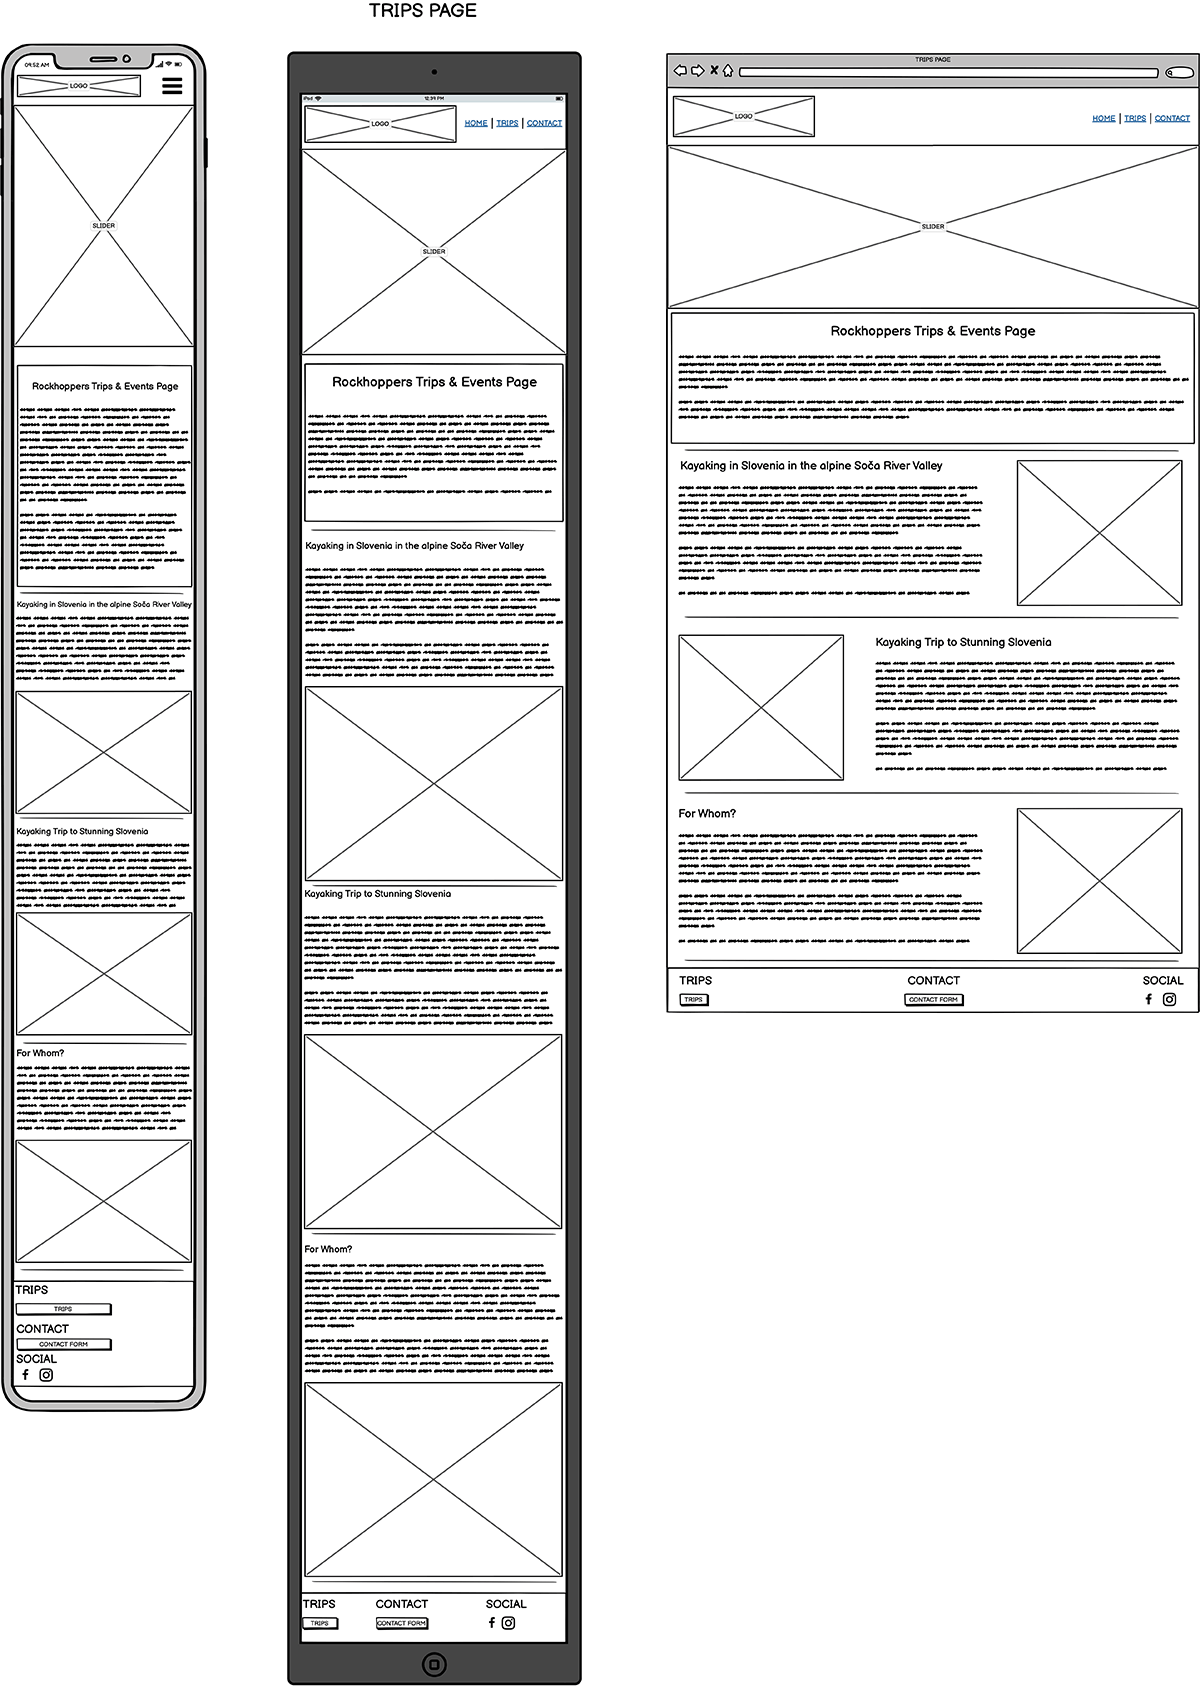 TRIPS PAGE
09:52 AM
LOGO
SLIDER
Rockhoppers Trips & Events Page
Kayaking in Slovenia in the alpine Soča River Valley
Kayaking Trip to Stunning Slovenia
For Whom?
TRIPS
TRIPS
CONTACT
CONTACT FORM
SOCIAL
iPad
12:39 PM
LOGO
HOME | TRIPS | CONTACT
SLIDER
Rockhoppers Trips & Events Page
Kayaking in Slovenia in the alpine Soča River Valley
Kayaking Trip to Stunning Slovenia
For Whom?
TRIPS CONTACT SOCIAL
TRIPS CONTACT FORM
TRIPS PAGE
LOGO
HOME | TRIPS | CONTACT
SLIDER
Rockhoppers Trips & Events Page
Kayaking in Slovenia in the alpine Soča River Valley
Kayaking Trip to Stunning Slovenia
For Whom?
TRIPS CONTACT SOCIAL
TRIPS CONTACT FORM